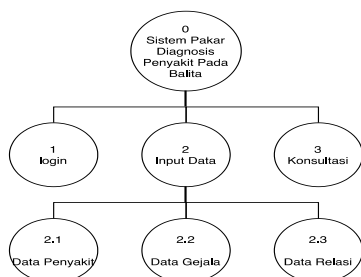 0
Sistem Pakar
Diagnosis
Penyakit Pada
Balita
1
login
2
Input Data
3
Konsultasi
2.1
Data Penyakit
2.2
Data Gejala
2.3
Data Relasi